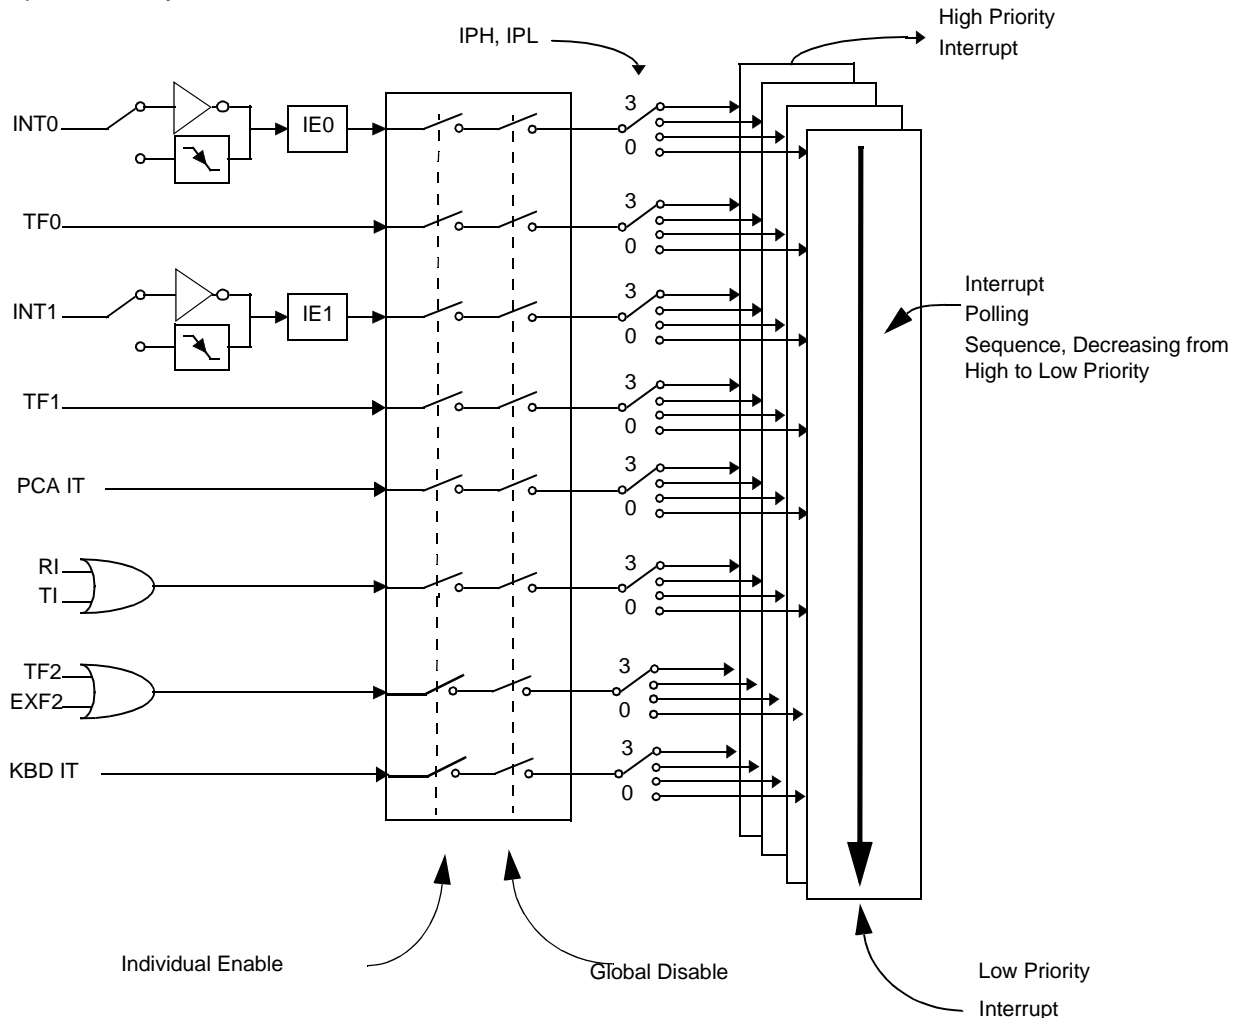 High Priority
Interrupt
IPH, IPL
INT0
IE0
3
0
TF0
3
0
INT1
IE1
3
0
Interrupt
Polling
Sequence, Decreasing from
High to Low Priority
TF1
3
0
PCA IT
3
0
RI
TI
3
0
TF2
EXF2
3
0
KBD IT
3
0
Individual Enable
Global Disable
Low Priority
Interrupt